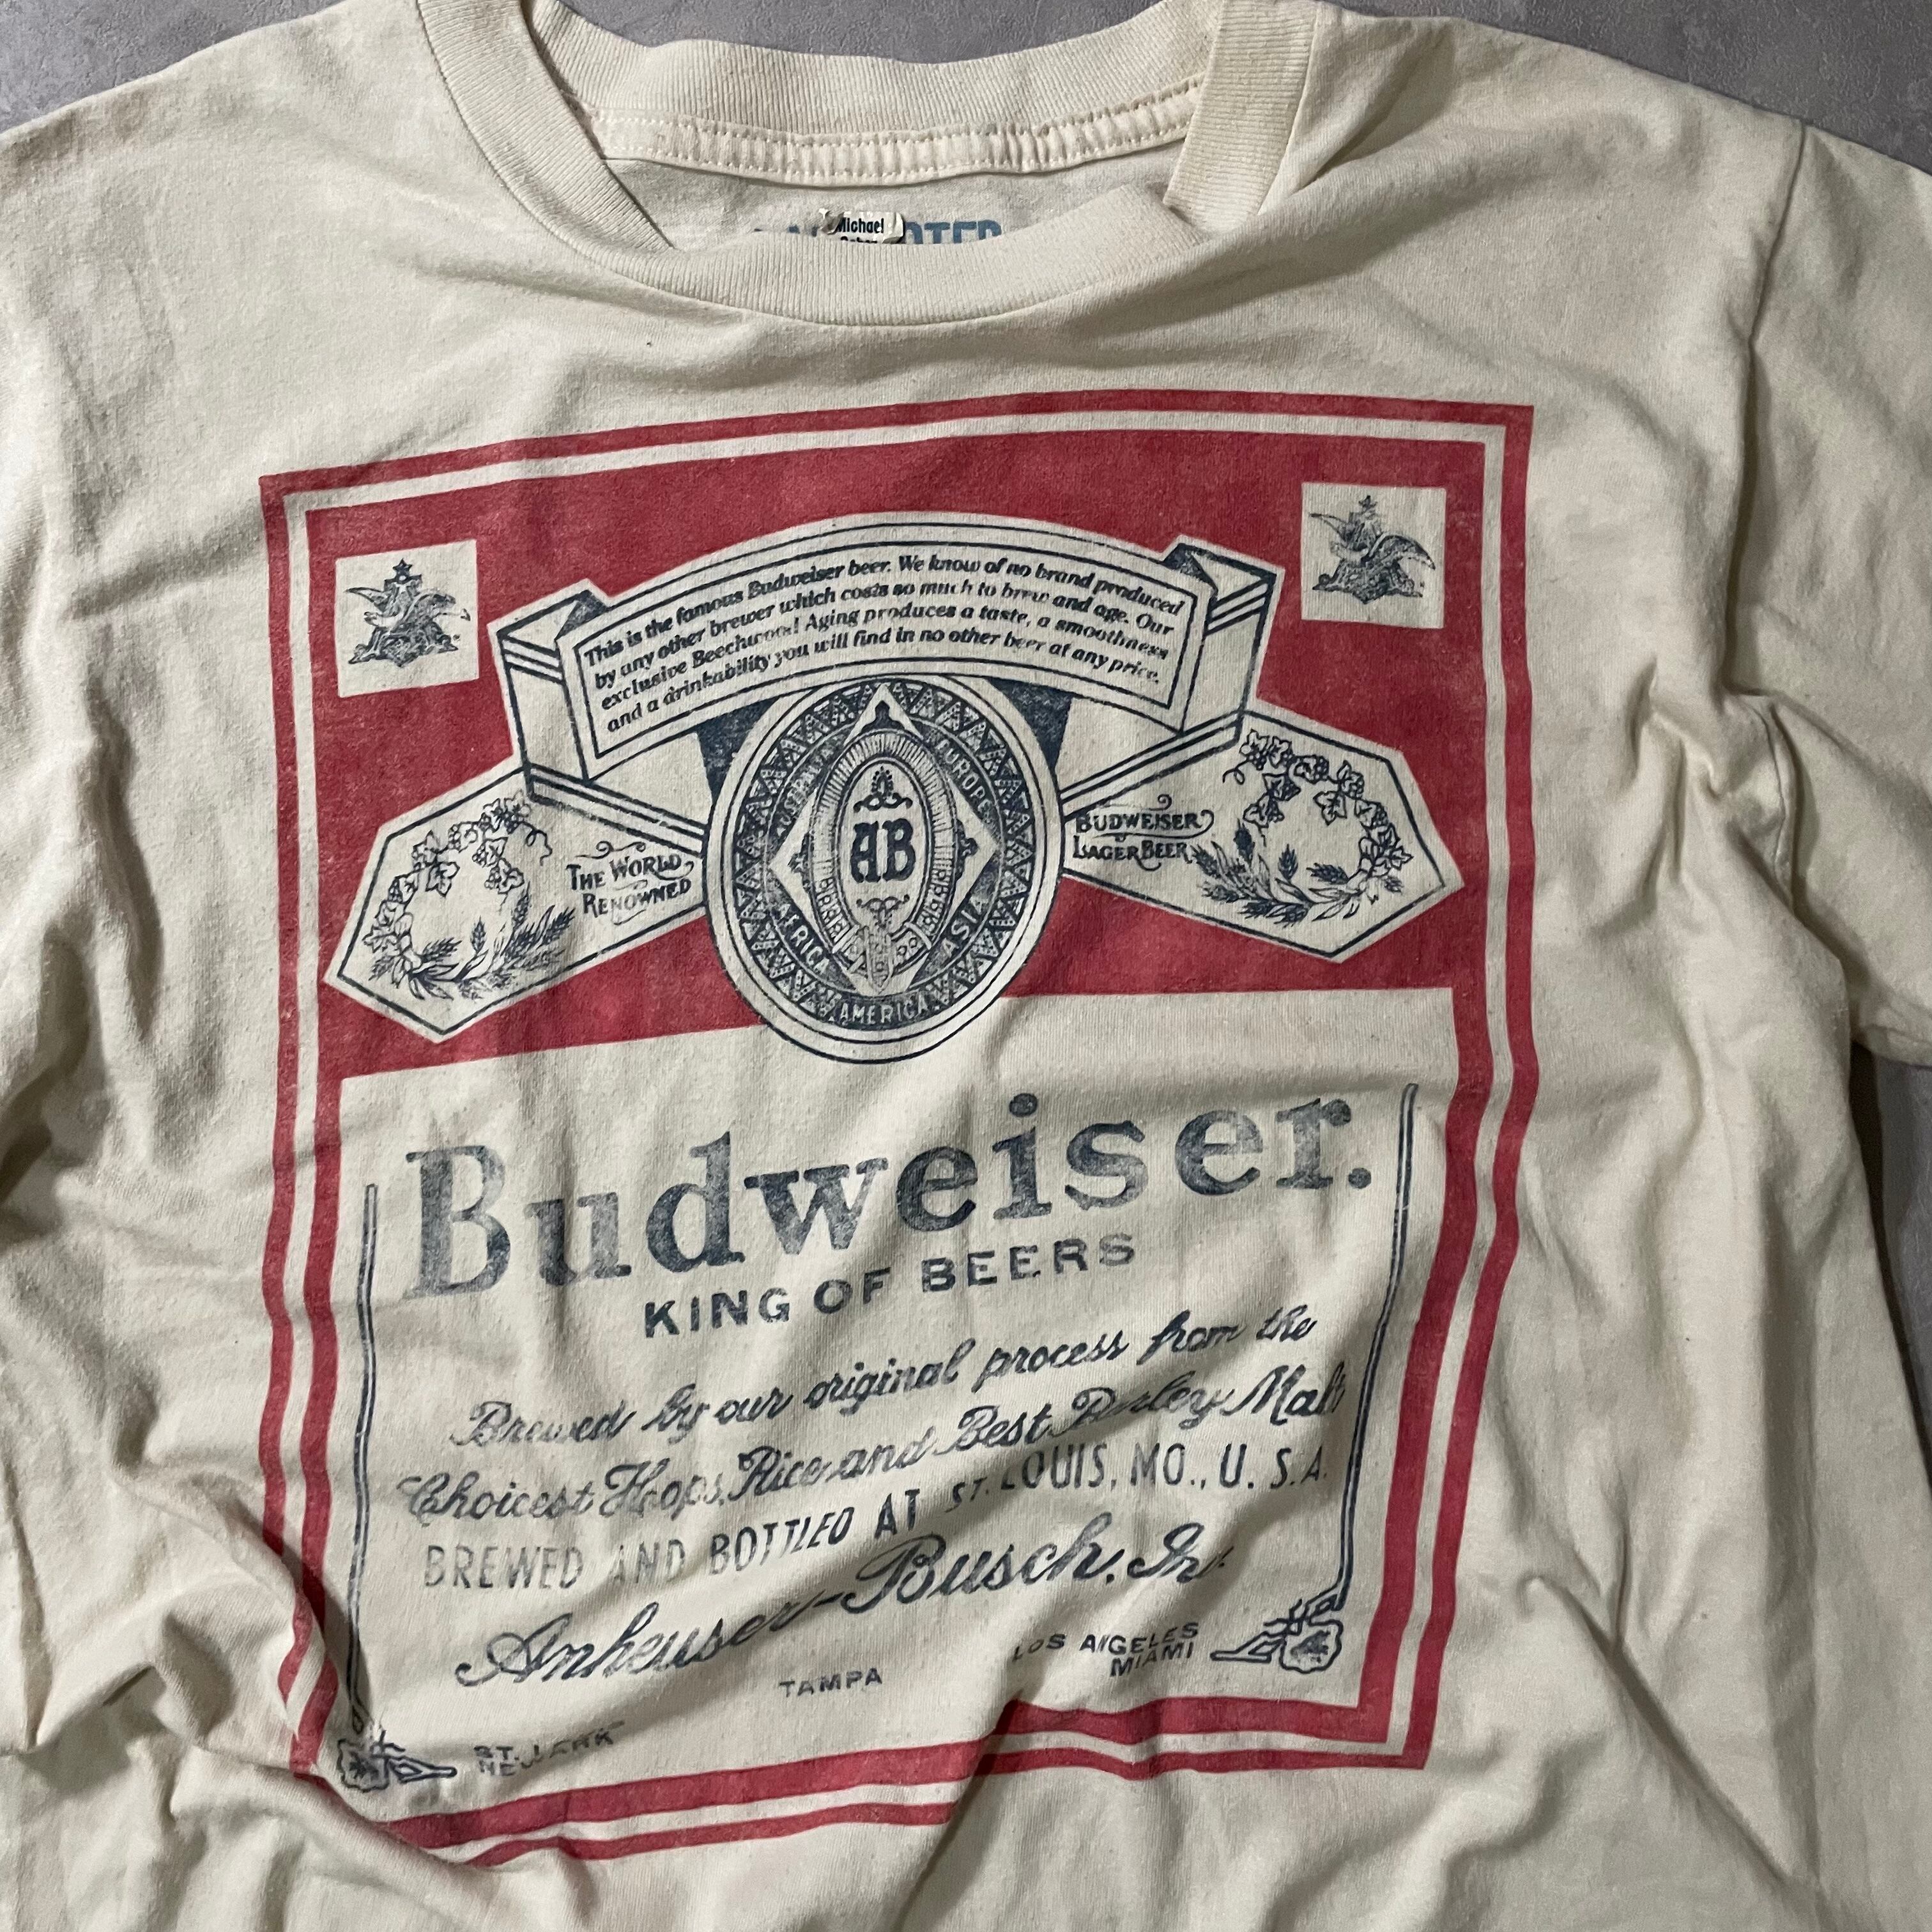 Michael
This is the famous Budweiser beer. We know of no brand produced
by any other brewer which costs so much to brew and age. Our
exclusive Beechwood Aging produces a taste, a smoothness
and a drinkability you will find in no other beer at any price.
THE WORLD
RENOWNED
EUROPE
AB
ASIA
AMERICA
BUDWEISER
LAGER BEER
Budweiser.
KING OF BEERS
Brewed by our original process from the
Choicest Hops, Rice and Best Barley Malt
BREWED AND BOTTLED AT ST. LOUIS, MO., U. S. A.
Anheuser-Busch, Inc.
ST.
TAMPA
LOS ANGELES
MIAMI